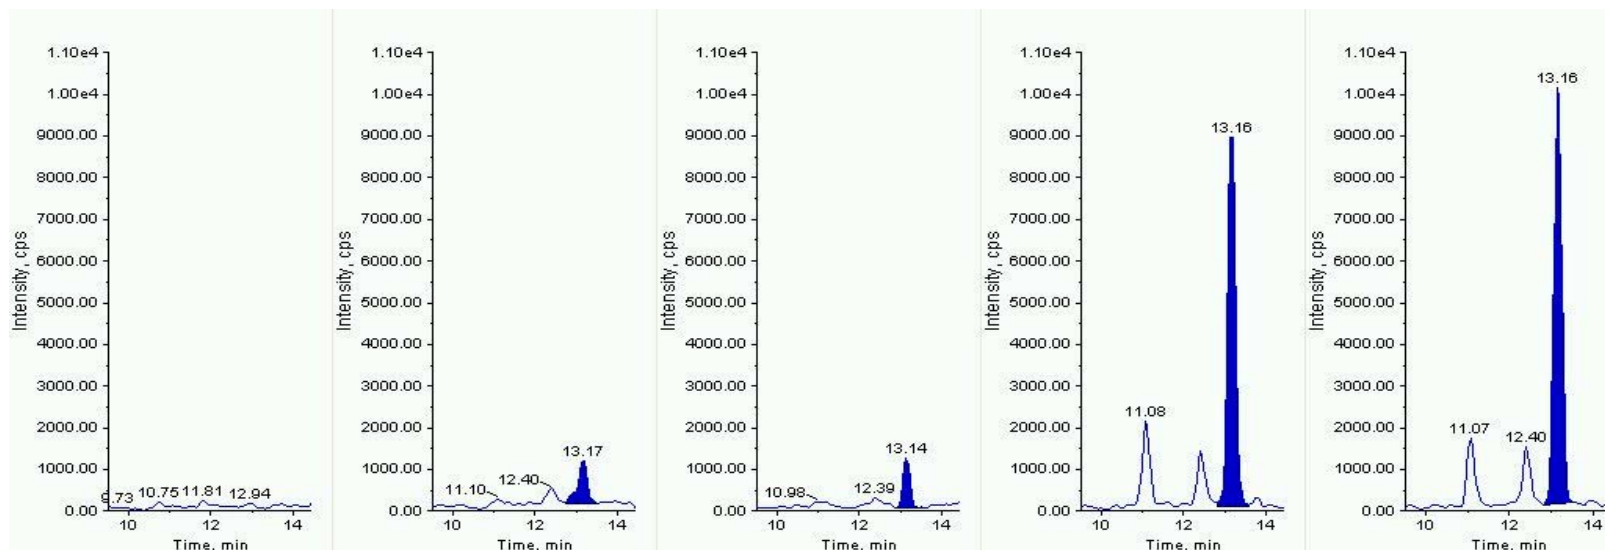 1.10e4
1.00e4
9000.00
8000.00
7000.00
6000.00
5000.00
4000.00
3000.00
2000.00
1000.00
0.00
Intensity, cps
9.73 10.75 11.81 12.94
10 12 14
Time, min
1.10e4
1.00e4
9000.00
8000.00
7000.00
6000.00
5000.00
4000.00
3000.00
2000.00
1000.00
0.00
Intensity, cps
13.17
12.40
11.10
10 12 14
Time, min
1.10e4
1.00e4
9000.00
8000.00
7000.00
6000.00
5000.00
4000.00
3000.00
2000.00
1000.00
0.00
Intensity, cps
13.14
10.98 12.39
10 12 14
Time, min
1.10e4
1.00e4
9000.00
8000.00
7000.00
6000.00
5000.00
4000.00
3000.00
2000.00
1000.00
0.00
Intensity, cps
13.16
11.08
10 12 14
Time, min
1.10e4
1.00e4
9000.00
8000.00
7000.00
6000.00
5000.00
4000.00
3000.00
2000.00
1000.00
0.00
Intensity, cps
13.16
11.07 12.40
10 12 14
Time, min